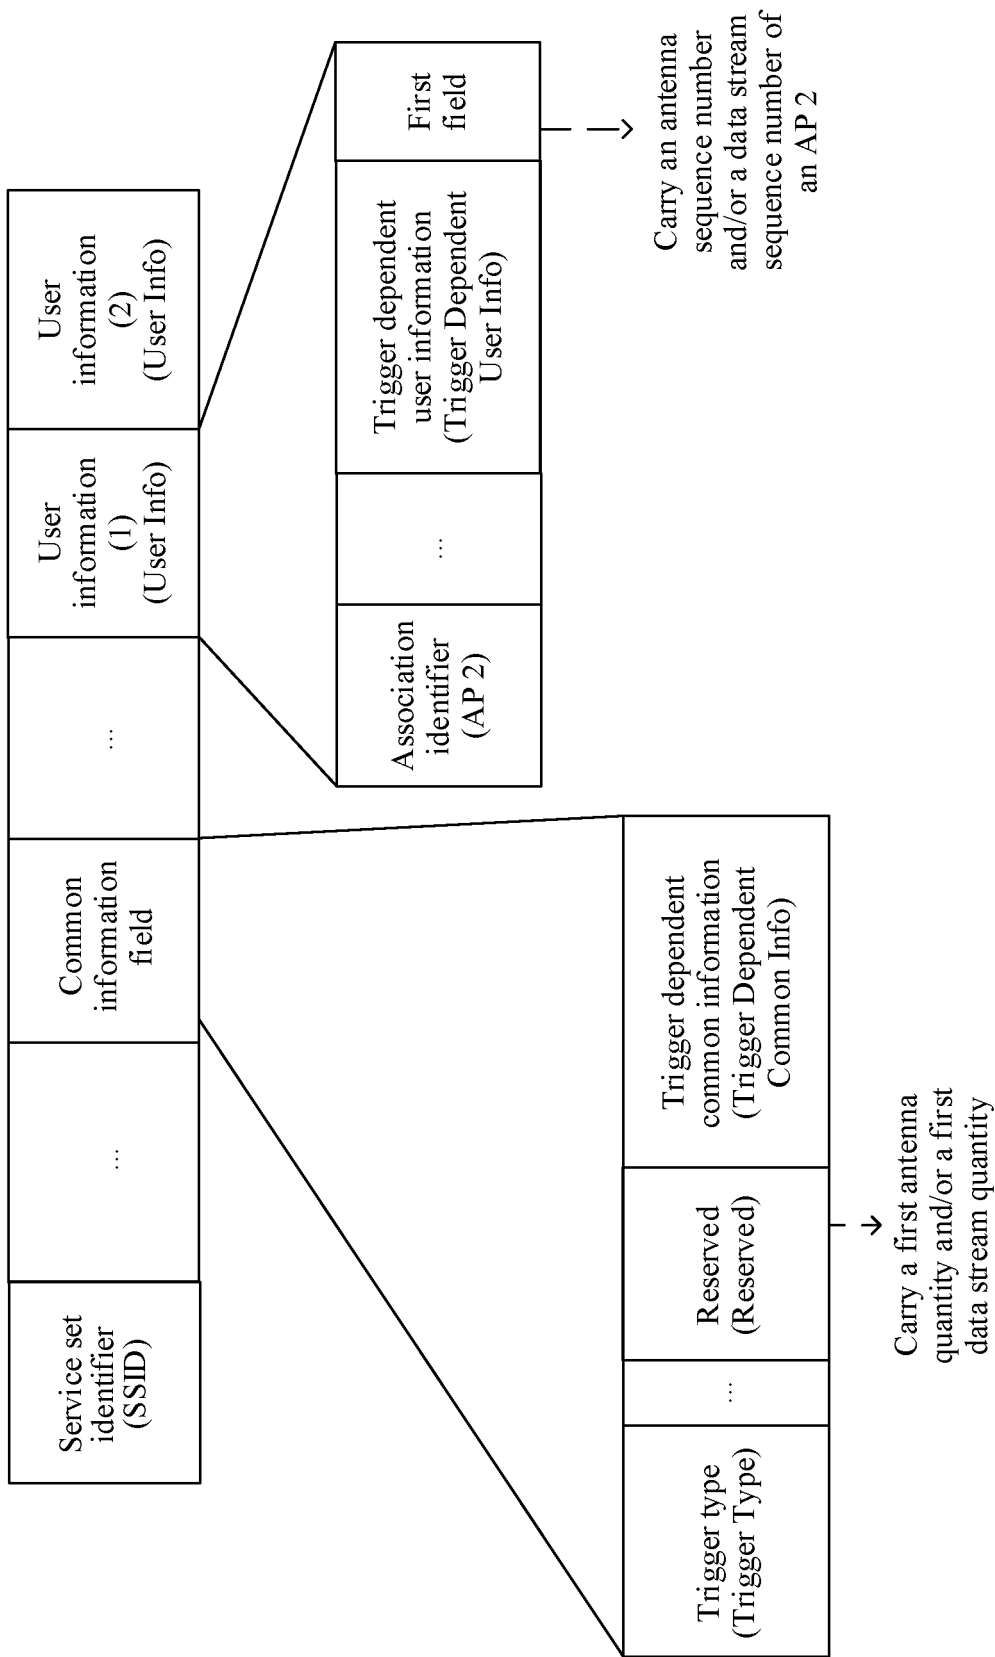 Service set
identifier
(SSID)
...
Common
information
field
...
User
information
(1)
(User Info)
User
information
(2)
(User Info)
Association
identifier
(AP 2)
...
Trigger dependent
user information
(Trigger Dependent
User Info)
First
field
Carry an antenna
sequence number
and/or a data stream
sequence number of
an AP 2
Trigger type
(Trigger Type)
...
Reserved
(Reserved)
Trigger dependent
common information
(Trigger Dependent
Common Info)
Carry a first antenna
quantity and/or a first
data stream quantity